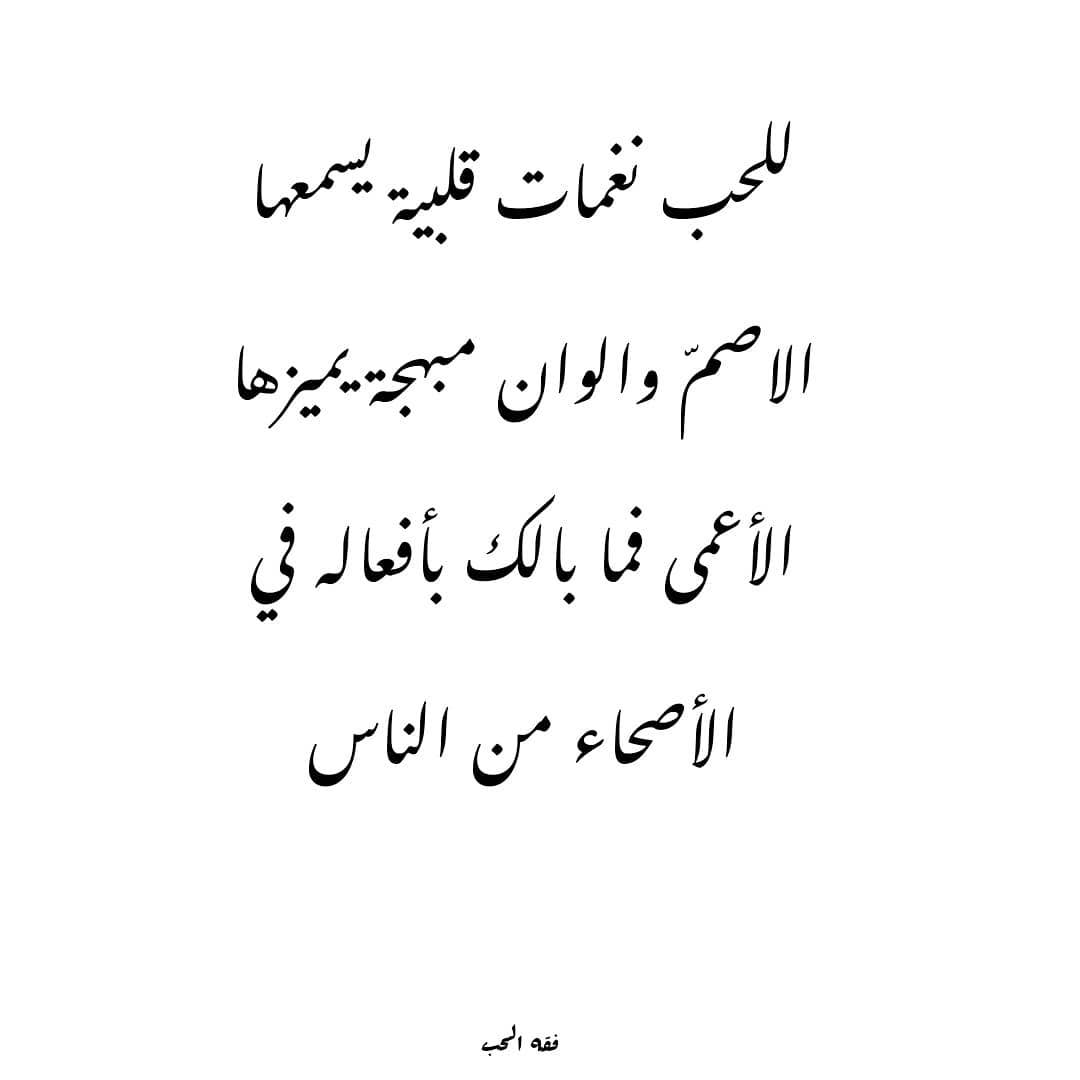 للحب نغمات قلبية يسمعها
الاصمّ والوان مبهجة يميزها
الأعمى فما بالك بأفعاله في
الأصحاء من الناس
فقه الحب